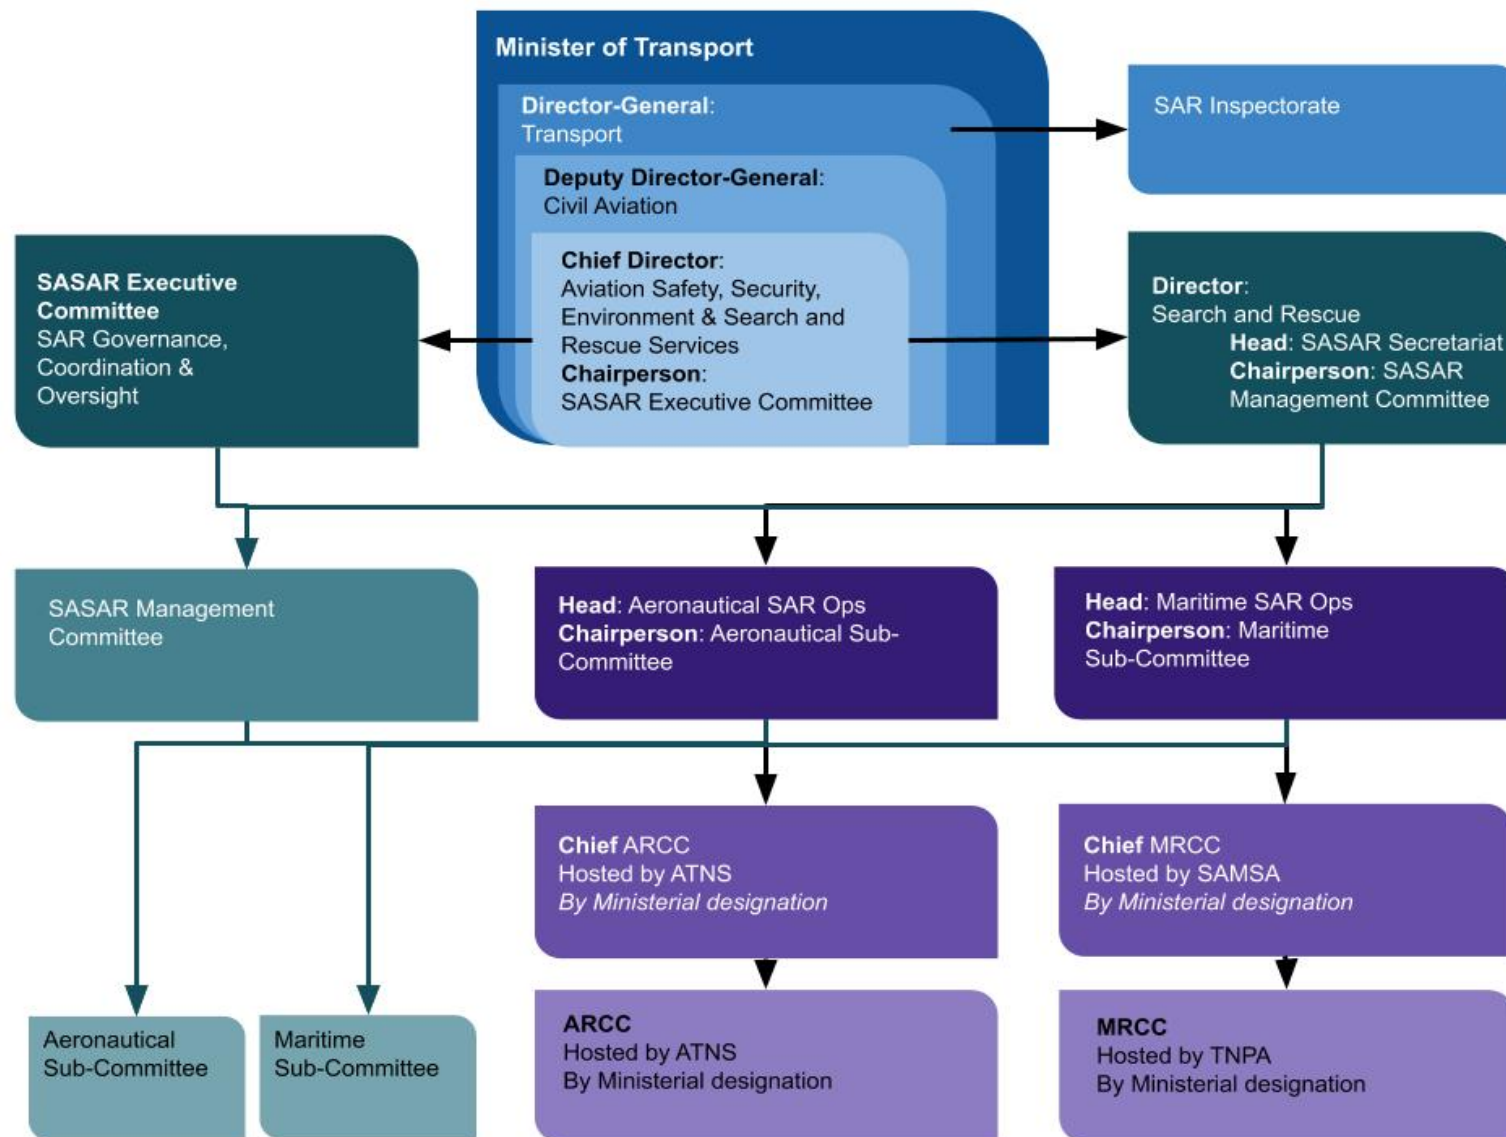 Minister of Transport
Director-General:
Transport
SAR Inspectorate
Deputy Director-General:
Civil Aviation
SASAR Executive
Committee
SAR Governance,
Coordination &
Oversight
Chief Director:
Aviation Safety, Security,
Environment & Search and
Rescue Services
Chairperson:
SASAR Executive Committee
Director:
Search and Rescue
Head: SASAR Secretariat
Chairperson: SASAR
Management Committee
SASAR Management
Committee
Head: Aeronautical SAR Ops
Chairperson: Aeronautical Sub-
Committee
Head: Maritime SAR Ops
Chairperson: Maritime
Sub-Committee
Chief ARCC
Hosted by ATNS
By Ministerial designation
Chief MRCC
Hosted by SAMSA
By Ministerial designation
Aeronautical
Sub-Committee
Maritime
Sub-Committee
ARCC
Hosted by ATNS
By Ministerial designation
MRCC
Hosted by TNPA
By Ministerial designation